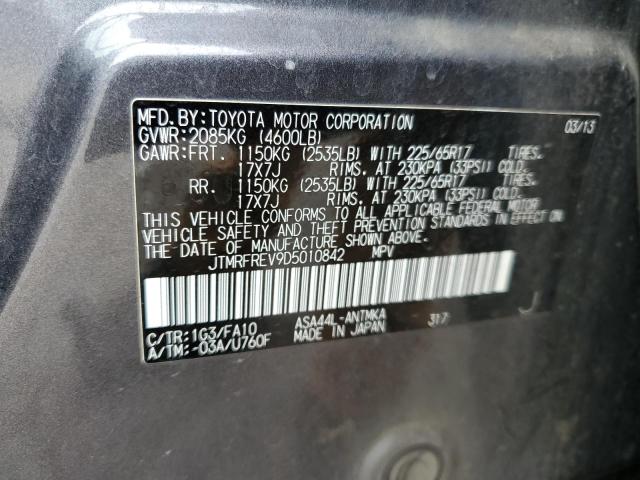 MFD.BY:TOYOTA MOTOR CORPORATION 03/13
GVWR:2085KG (4600LB)
GAWR:FRT. 1150KG (2535LB) WITH 225/65R17 TIRES.
17X7J RIMS. AT 230KPA (33PSI) COLD.
RR. 1150KG (2535LB) WITH 225/65R17 TIRES.
17X7J RIMS. AT 230KPA (33PSI) COLD.
THIS VEHICLE CONFORMS TO ALL APPLICABLE FEDERAL MOTOR
VEHICLE SAFETY AND THEFT PREVENTION STANDARDS IN EFFECT ON
THE DATE OF MANUFACTURE SHOWN ABOVE.
JTMRFREV9D5010842 MPV
C/TR:1G3/FA10 ASA44L-ANTMKA 317 J
A/TM:-03A/U760F MADE IN JAPAN